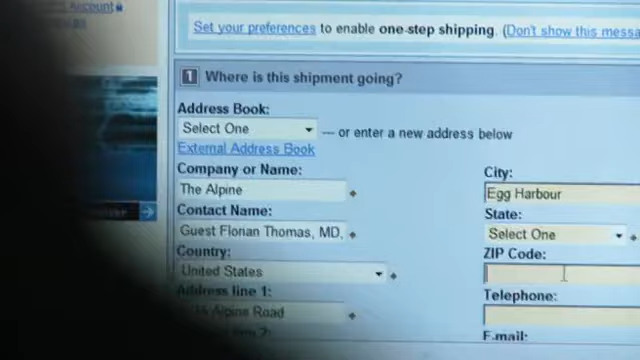 Account
Set your preferences to enable one-step shipping. (Don't show this messa
1 Where is this shipment going?
Address Book:
Select One — or enter a new address below
External Address Book
Company or Name:
The Alpine
Contact Name:
Guest Florian Thomas, MD,
Country:
United States
Address line 1:
Alpine Road
City:
Egg Harbour
State:
Select One
ZIP Code:
Telephone:
E-mail: